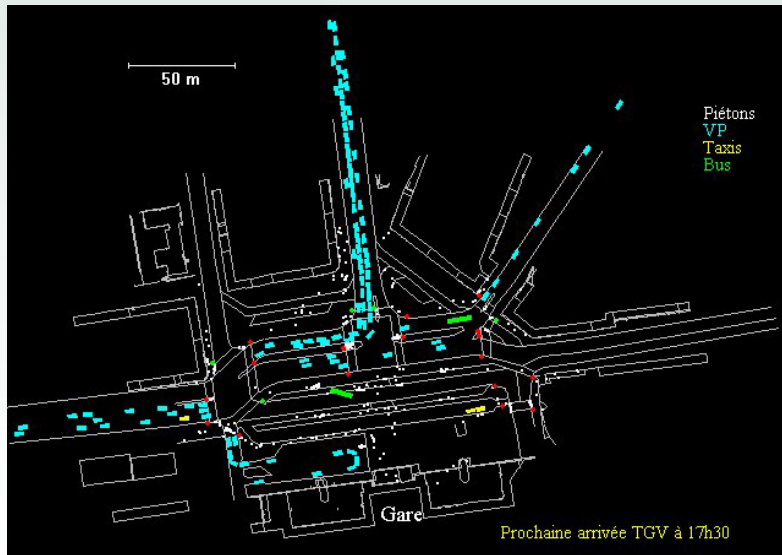 50 m
Piétons
VP
Taxis
Bus
Gare
Prochaine arrivée TGV à 17h30